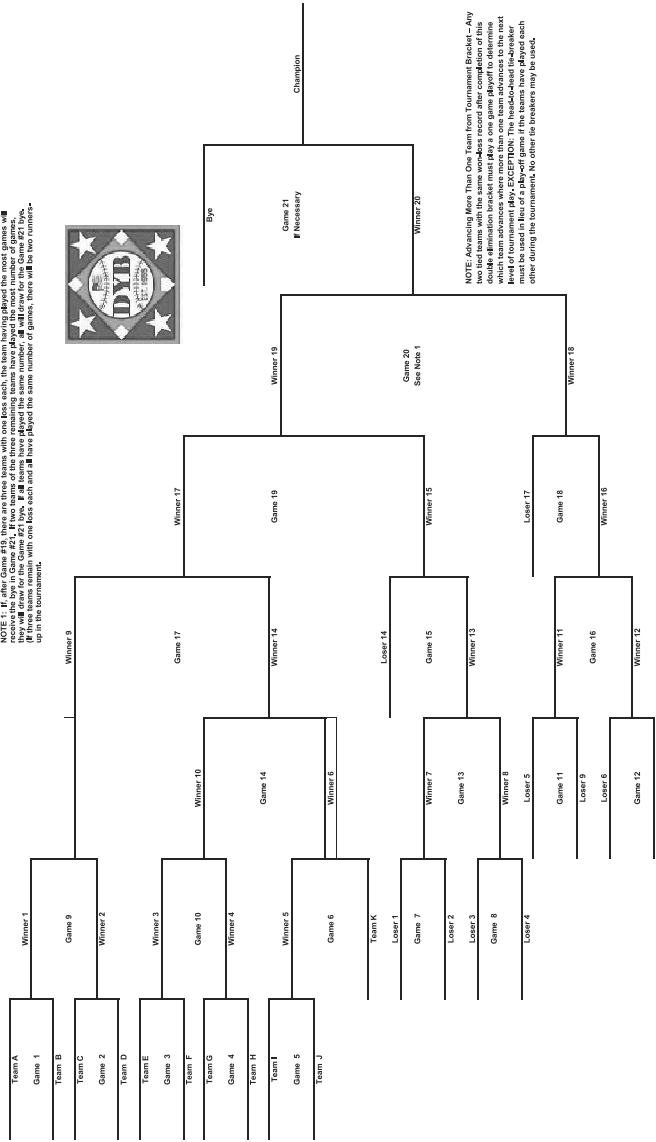 NOTE 1: If, after Game #19, there are three teams with one loss each, the team having played the most games will
receive the bye in Game #21. If two teams of the three remaining teams have played the most number of games,
they will draw for the Game #21 bye. If all teams have played the same number, all will draw for the Game #21 bye.
(If three teams remain with one loss each and all have played the same number of games, there will be two runners-
up in the tournament.
Team A
Game 1
Team B
Team C
Game 2
Team D
Team E
Game 3
Team F
Team G
Game 4
Team H
Team I
Game 5
Team J
Winner 1
Game 9
Winner 2
Winner 3
Game 10
Winner 4
Winner 5
Game 6
Team K
Loser 1
Game 7
Loser 2
Loser 3
Game 8
Loser 4
Winner 10
Game 14
Winner 6
Winner 7
Game 13
Winner 8
Loser 5
Game 11
Loser 9
Loser 6
Game 12
Winner 9
Game 17
Winner 14
Loser 14
Game 15
Winner 13
Winner 11
Game 16
Winner 12
Winner 17
Game 19
Winner 15
Loser 17
Game 18
Winner 16
Winner 19
Game 20
See Note 1
Winner 18
DYB
EST. 1955
Bye
Game 21
If Necessary
Winner 20
Champion
NOTE: Advancing More Than One Team from Tournament Bracket – Any
two tied teams with the same won-loss record after completion of this
double elimination bracket must play a one game playoff to determine
which team advances where more than one team advances to the next
level of tournament play. EXCEPTION: The head-to-head tie-breaker
must be used in lieu of a play-off game if the teams have played each
other during the tournament. No other tie breakers may be used.